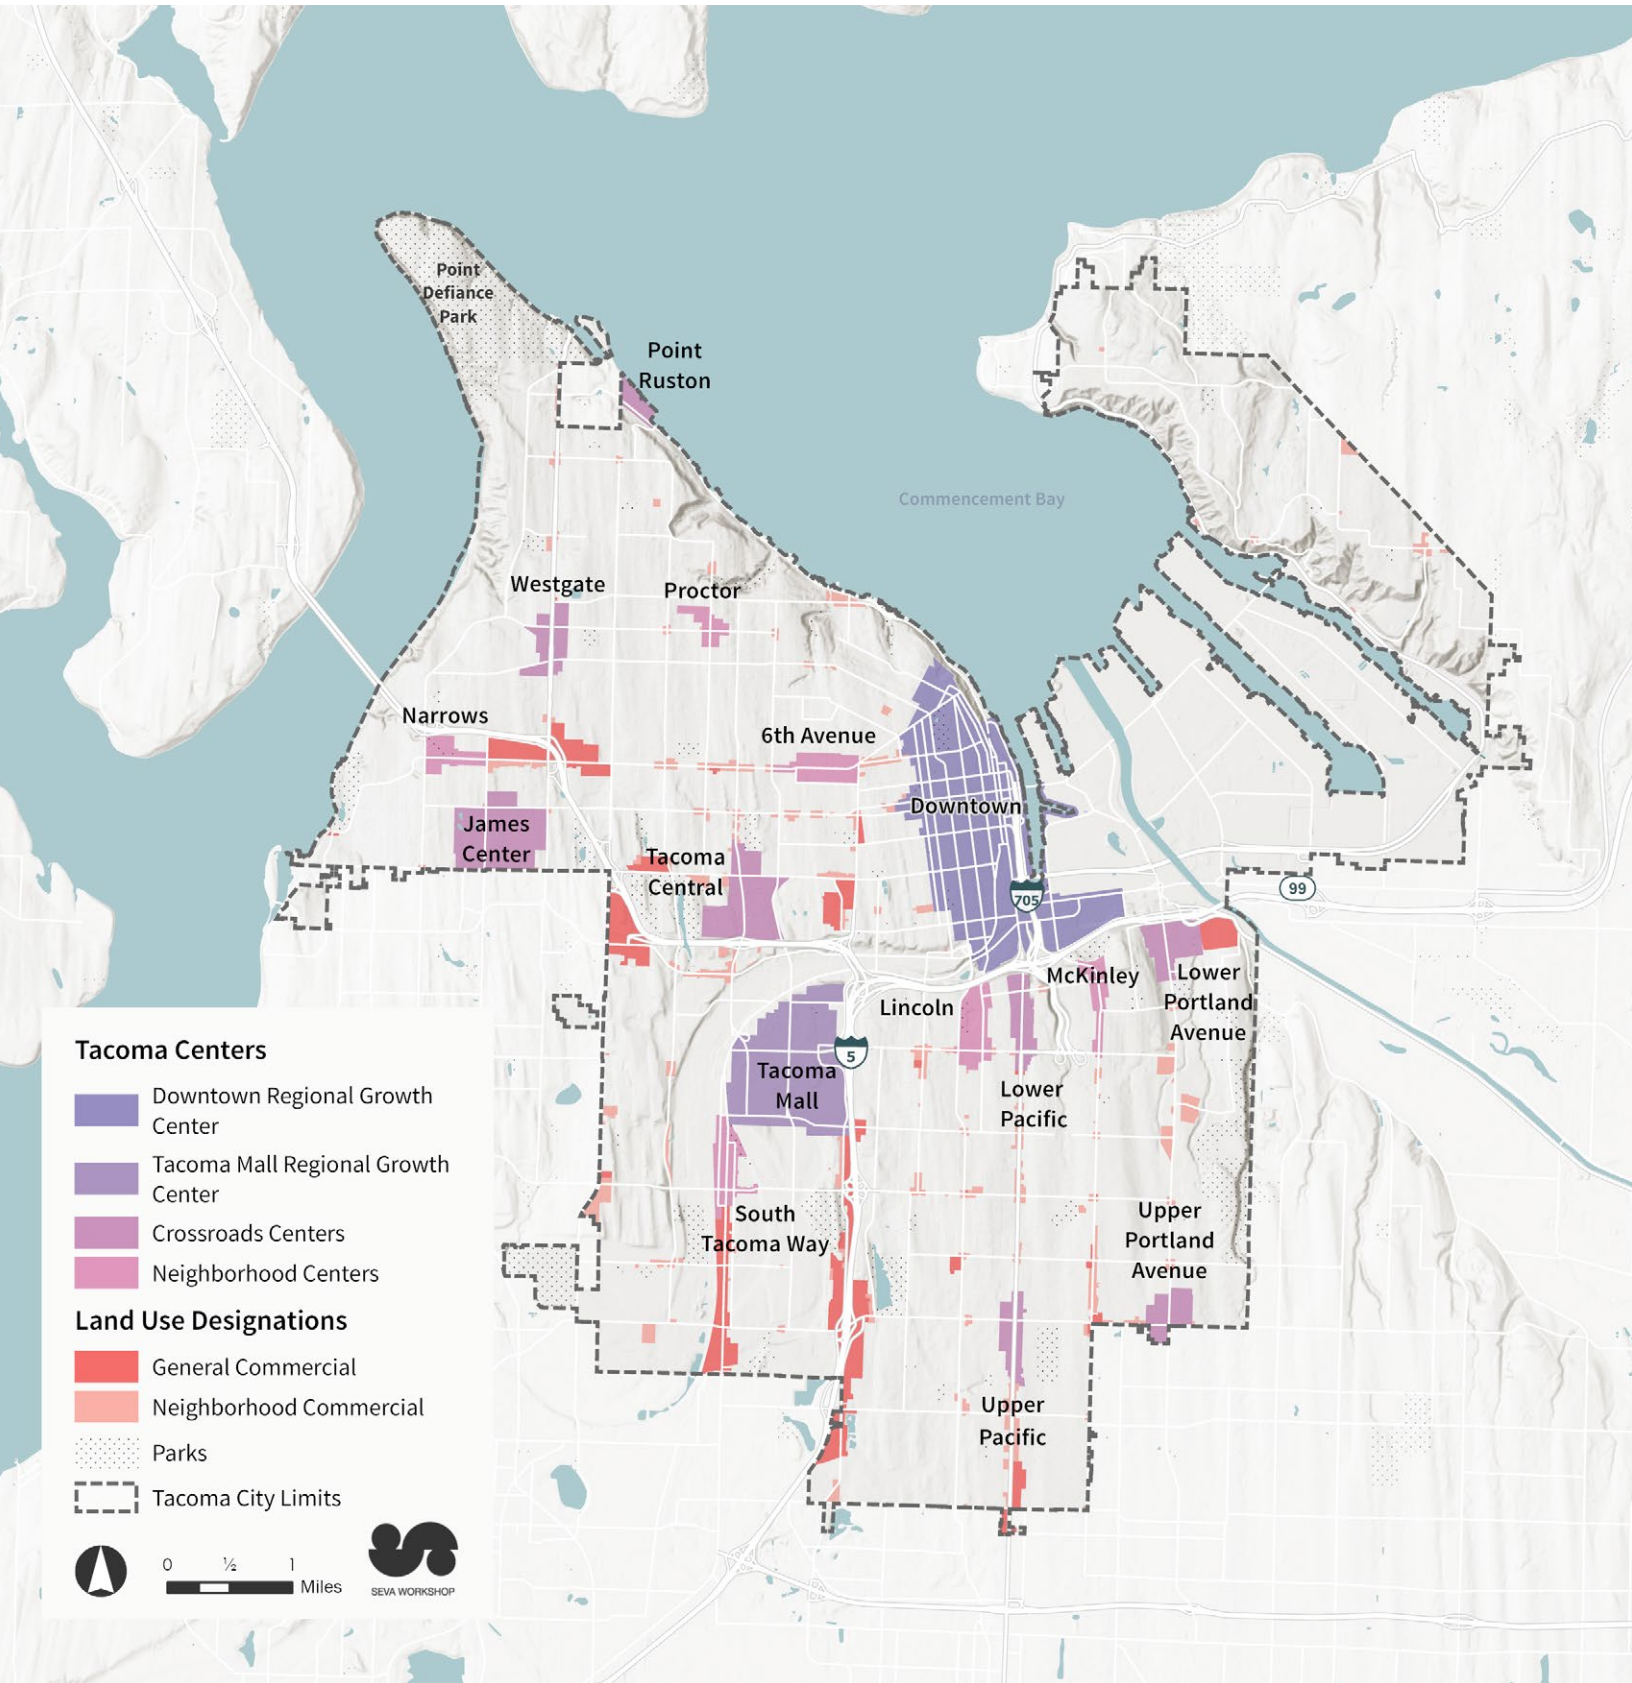 Point
Defiance
Park
Point
Ruston
Commencement Bay
Westgate
Proctor
Narrows
6th Avenue
Downtown
James
Center
Tacoma
Central
705
99
McKinley
Lower
Portland
Avenue
Lincoln
5
Tacoma
Mall
Lower
Pacific
South
Tacoma Way
Upper
Portland
Avenue
Upper
Pacific
Tacoma Centers
Downtown Regional Growth
Center
Tacoma Mall Regional Growth
Center
Crossroads Centers
Neighborhood Centers
Land Use Designations
General Commercial
Neighborhood Commercial
Parks
Tacoma City Limits
0 ½ 1
Miles
SEVA WORKSHOP